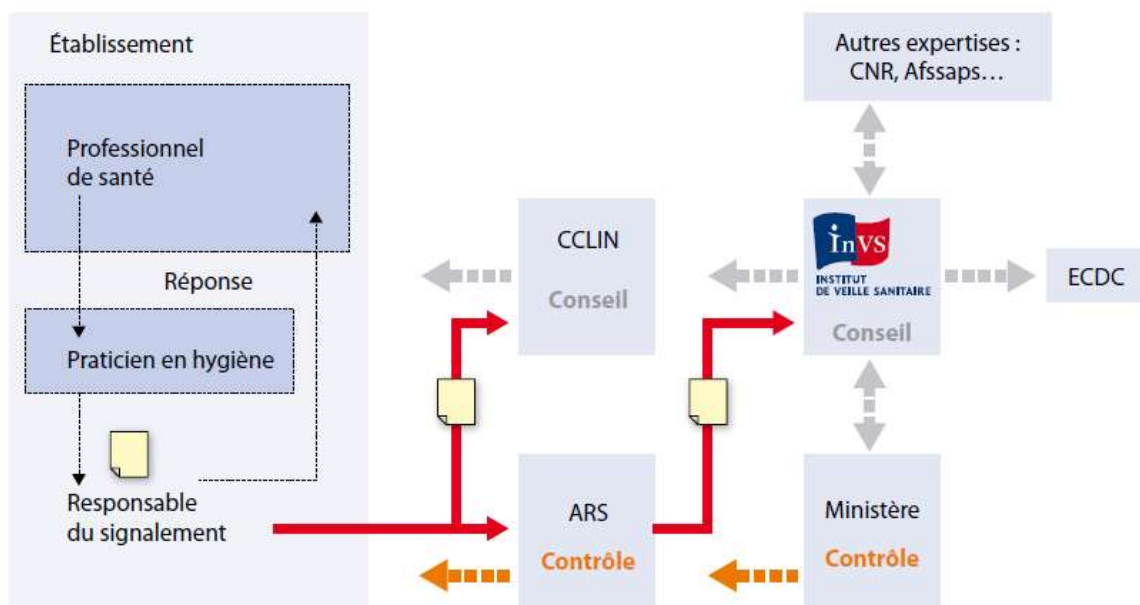 Établissement
Professionnel
de santé
Réponse
Praticien en hygiène
Responsable
du signalement
CCLIN
Conseil
ARS
Contrôle
Autres expertises :
CNR, Afssaps…
InVS
INSTITUT
DE VEILLE SANITAIRE
Conseil
ECDC
Ministère
Contrôle